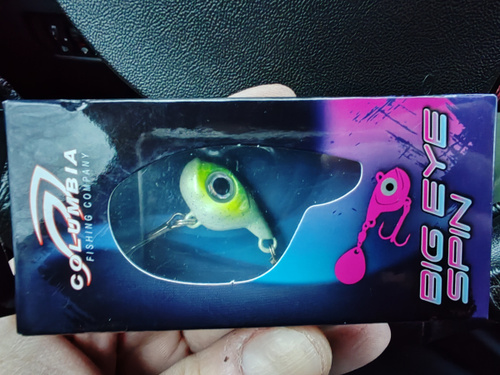 COLUMBIA
FISHING COMPANY
BIG EYE
SPIN